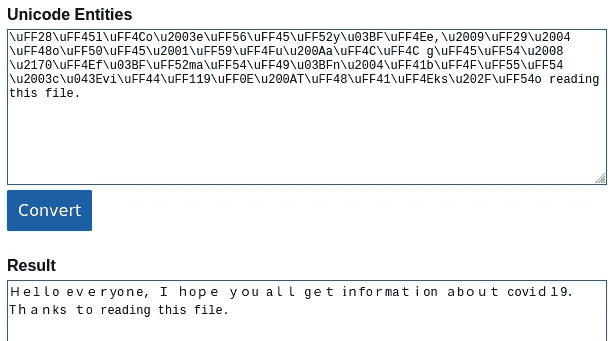 Unicode Entities
\uFF28\uFF45l\uFF4Co\u2003e\uFF56\uFF45\uFF52y\u03BF\uFF4Ee,\u2009\uFF29\u2004
\uFF48o\uFF50\uFF45\u2001\uFF59\uFF4Fu\u200Aa\uFF4C\uFF4C g\uFF45\uFF54\u2008
\u2170\uFF4Ef\u03BF\uFF52ma\uFF54\uFF49\u03BFn\u2004\uFF41b\uFF4F\uFF55\uFF54
\u2003c\u043Evi\uFF44\uFF119\uFF0E\u200AT\uFF48\uFF41\uFF4Eks\u202F\uFF54o reading
this file.
Convert
Result
Ｈｅlｌo eｖｅｒyοｎe, Ｉ ｈoｐｅ ｙｏu aｌｌ gｅｔ ⅰｎfοｒmaｔｉοn ａbｏｕｔ cоviｄ１9．
Tｈａｎks ｔo reading this file.